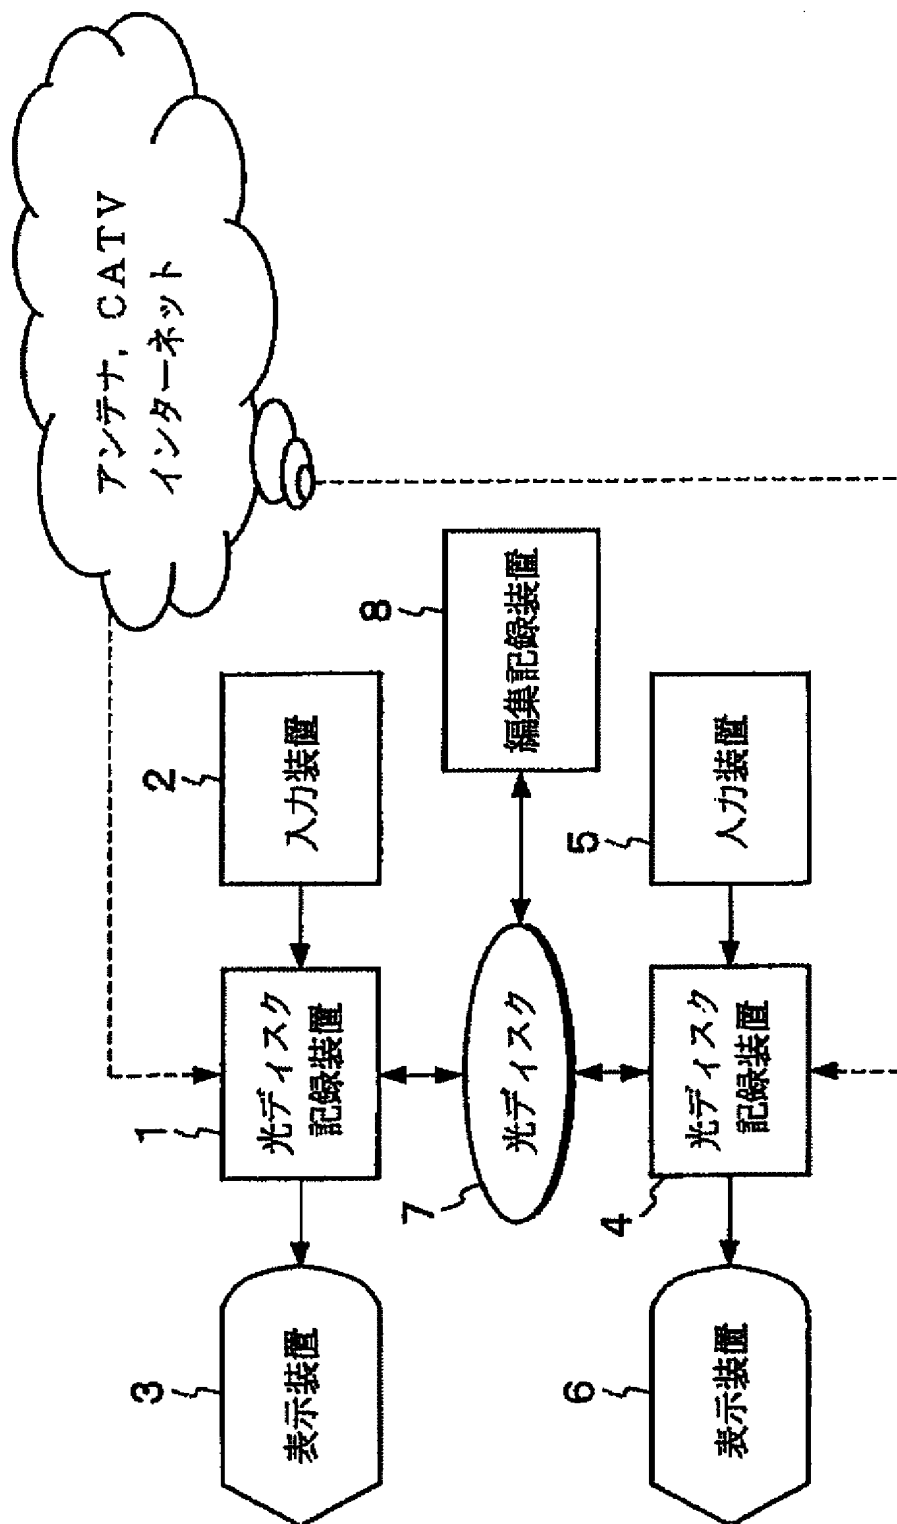 アンテナ, CATV
インターネット
1
光ディスク
記録装置
2
入力装置
3
表示装置
7
光ディスク
8
編集記録装置
4
光ディスク
記録装置
5
入力装置
6
表示装置